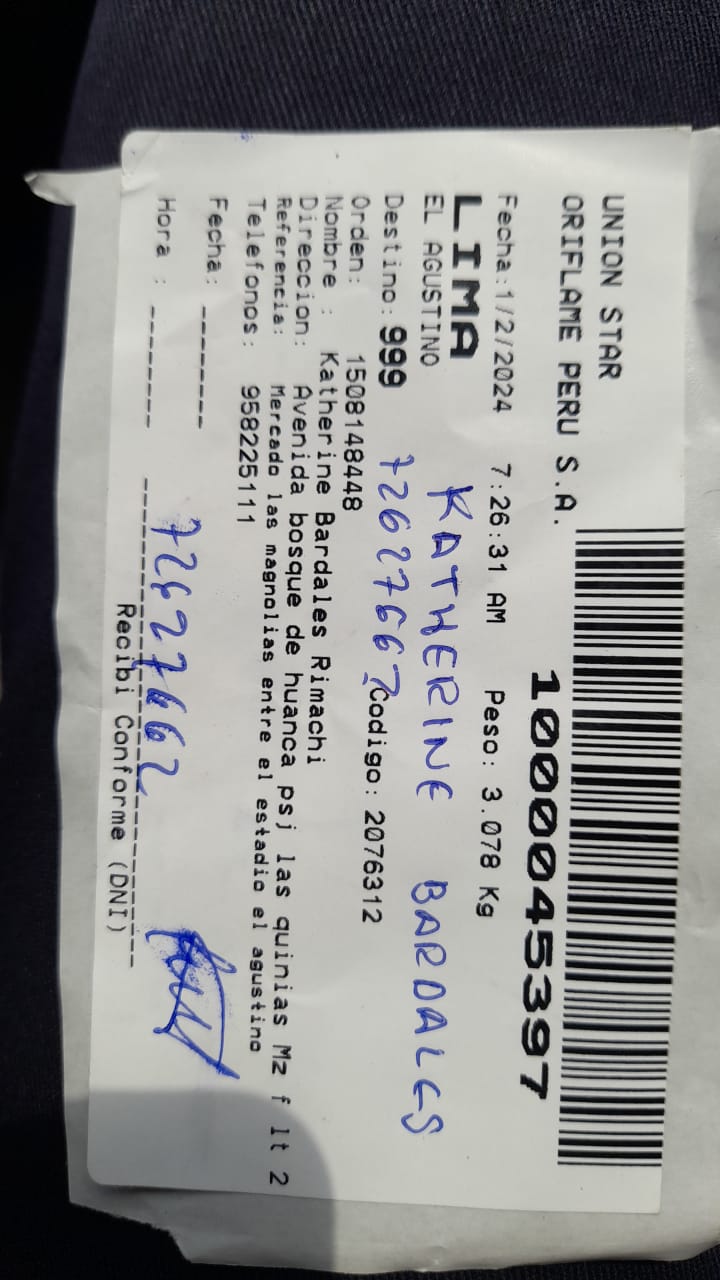 UNION STAR
ORIFLAME PERU S.A.
10000045397
Fecha:1/2/2024 7:26:31 AM Peso: 3.078 Kg
LIMA
EL AGUSTINO
KATHERINE BARDALES
Destino: 999 72627667
Orden: 1508148448 Codigo: 2076312
Nombre : Katherine Bardales Rimachi
Direccion: Avenida bosque de huanca psj las quinias Mz f lt 2
Referencia: Mercado las magnolias entre el estadio el agustino
Telefonos: 958225111
Fecha: --------
Hora : --------
72627662
Recibi Conforme (DNI)